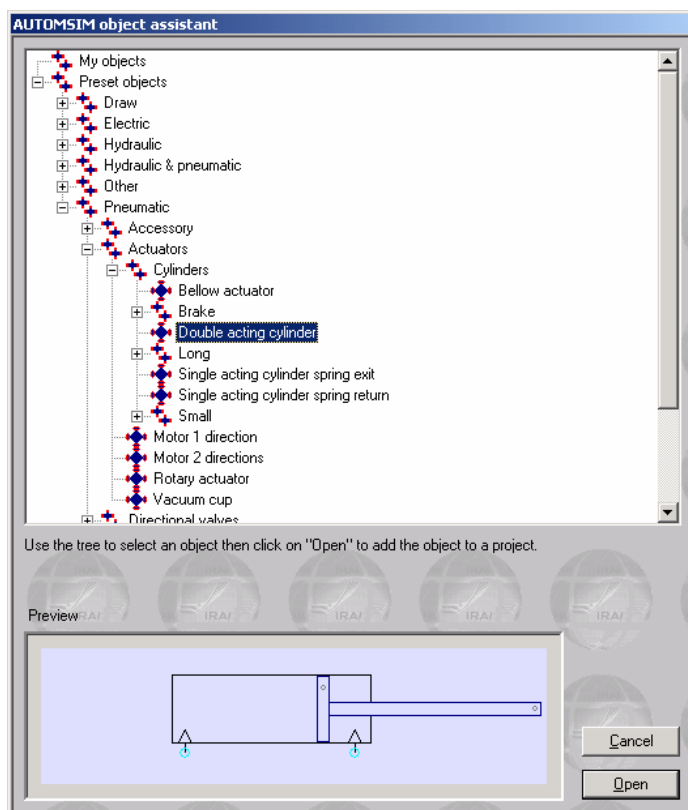 AUTOMSIM object assistant
My objects
Preset objects
Draw
Electric
Hydraulic
Hydraulic & pneumatic
Other
Pneumatic
Accessory
Actuators
Cylinders
Bellow actuator
Brake
Double acting cylinder
Long
Single acting cylinder spring exit
Single acting cylinder spring return
Small
Motor 1 direction
Motor 2 directions
Rotary actuator
Vacuum cup
Directional valves
Use the tree to select an object then click on "Open" to add the object to a project.
Preview
Cancel
Open